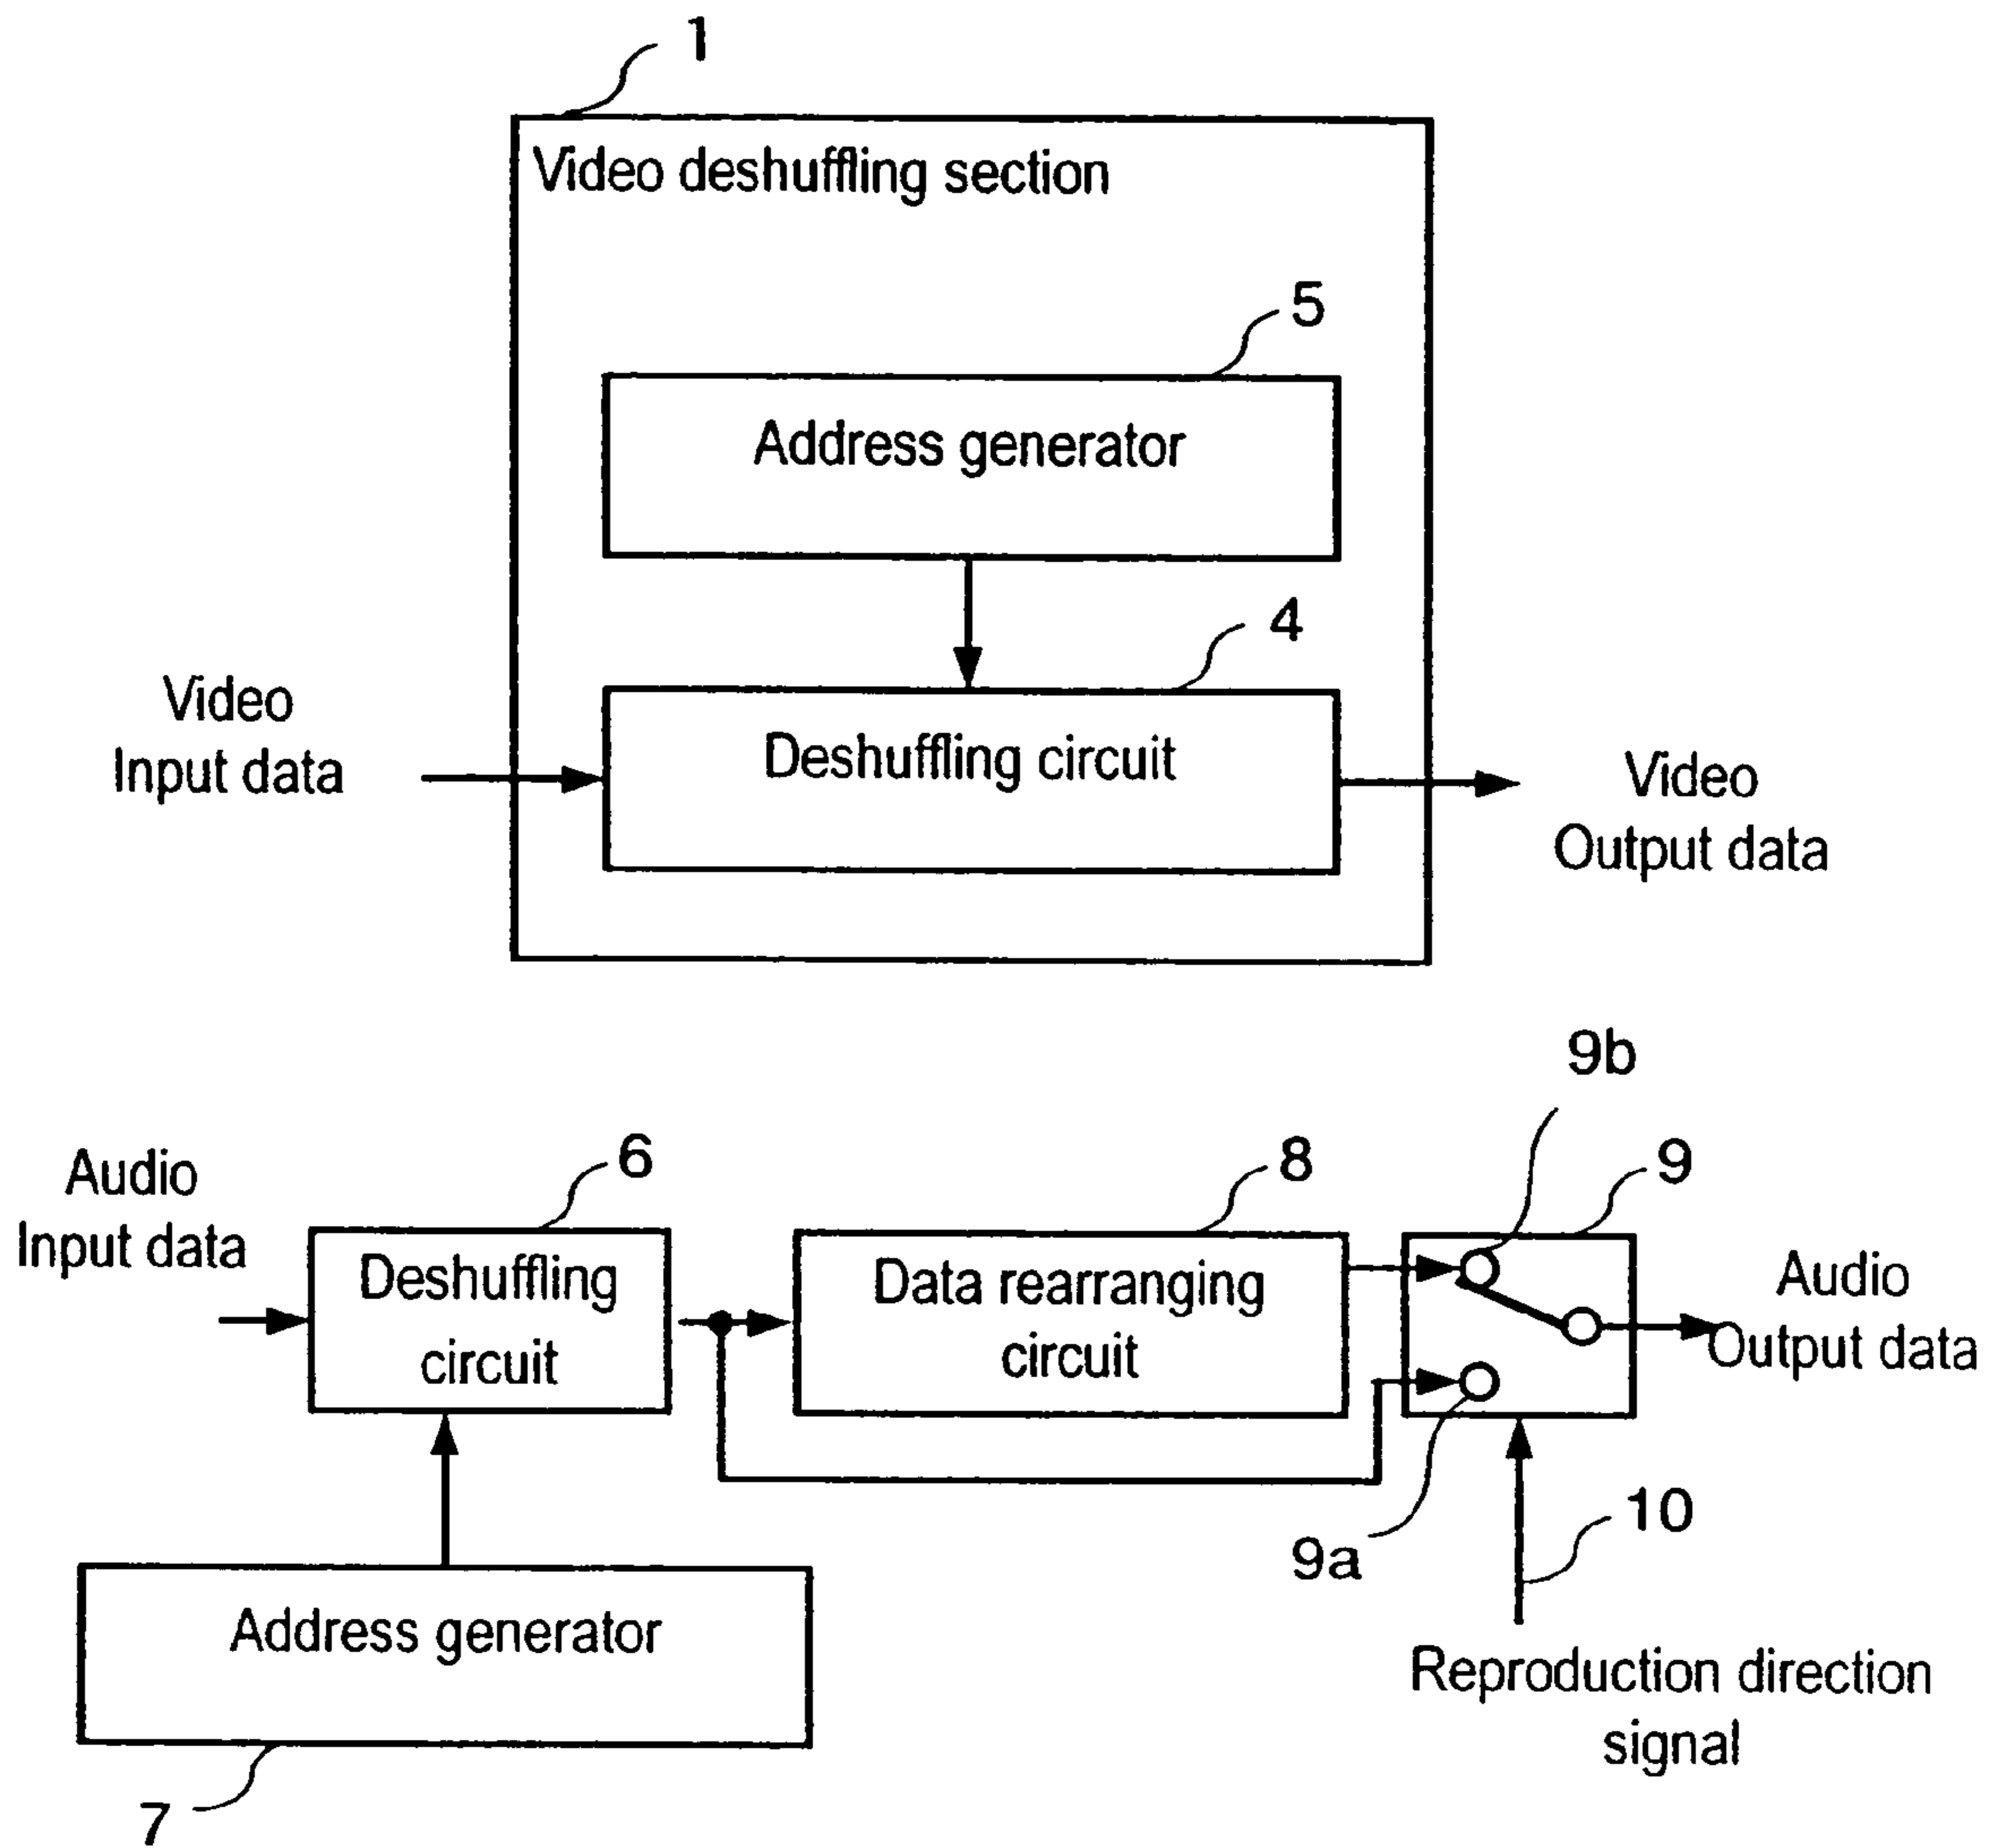 1
Video deshuffling section
5
Address generator
4
Video
Input data
Deshuffling circuit
Video
Output data
9b
Audio
Input data
6
Deshuffling
circuit
8
Data rearranging
circuit
9
Audio
Output data
9a
10
Address generator
7
Reproduction direction
signal